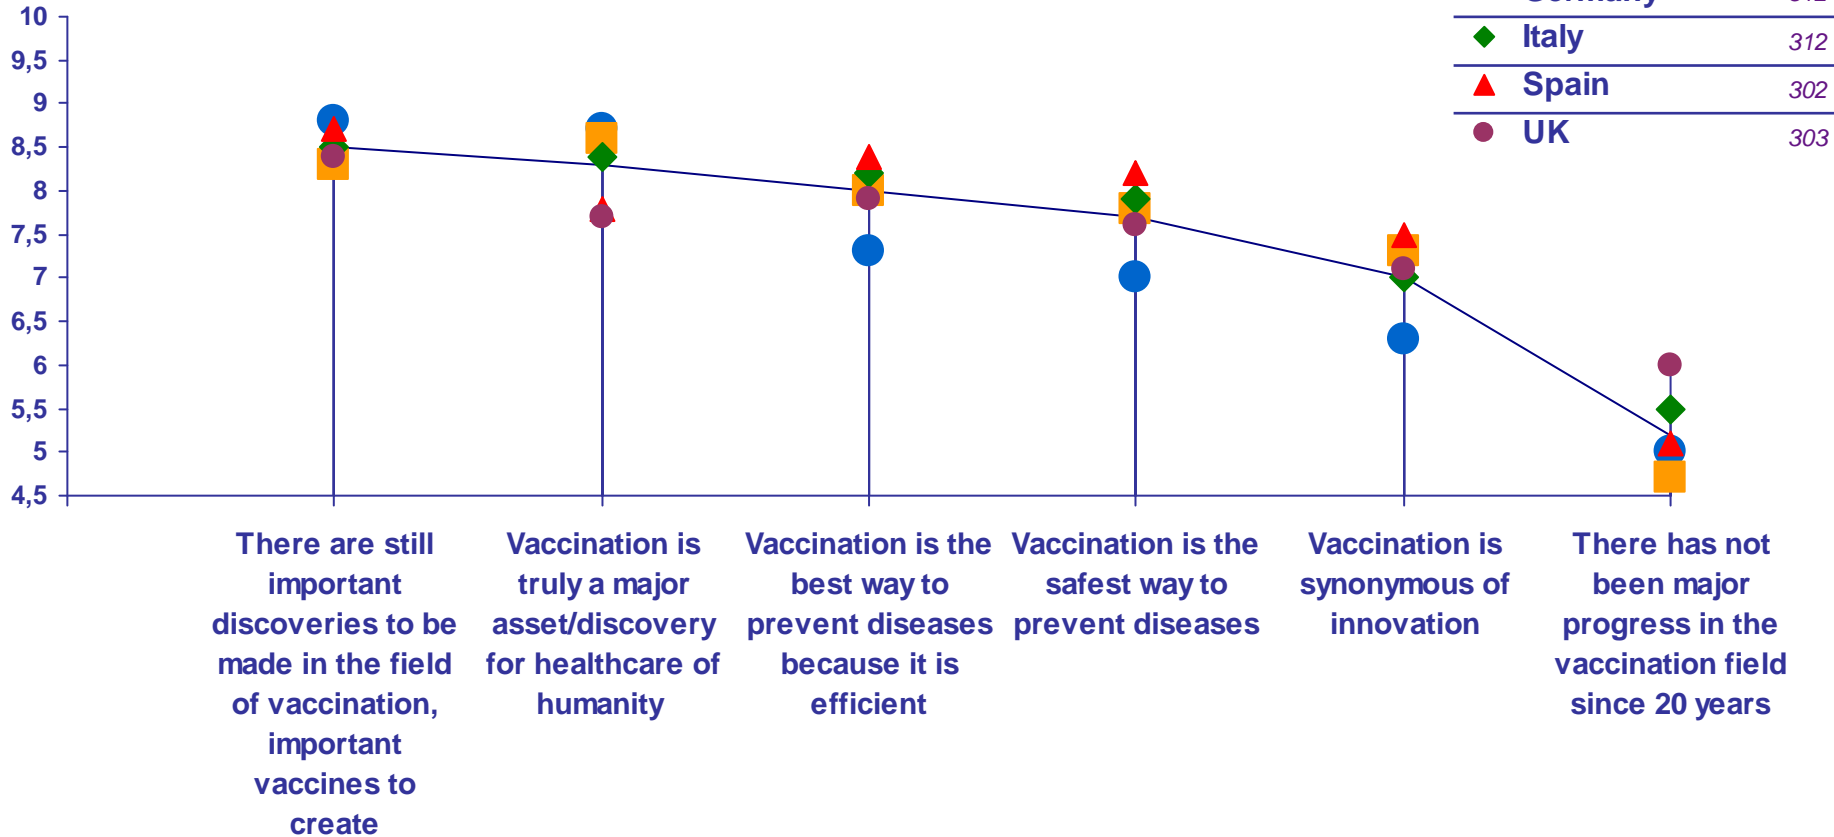 10
9,5
9
8,5
8
7,5
7
6,5
6
5,5
5
4,5
Italy 312
Spain 302
UK 303
There are still
important
discoveries to be
made in the field
of vaccination,
important
vaccines to
create
Vaccination is
truly a major
asset/discovery
for healthcare of
humanity
Vaccination is the
best way to
prevent diseases
because it is
efficient
Vaccination is the
safest way to
prevent diseases
Vaccination is
synonymous of
innovation
There has not
been major
progress in the
vaccination field
since 20 years